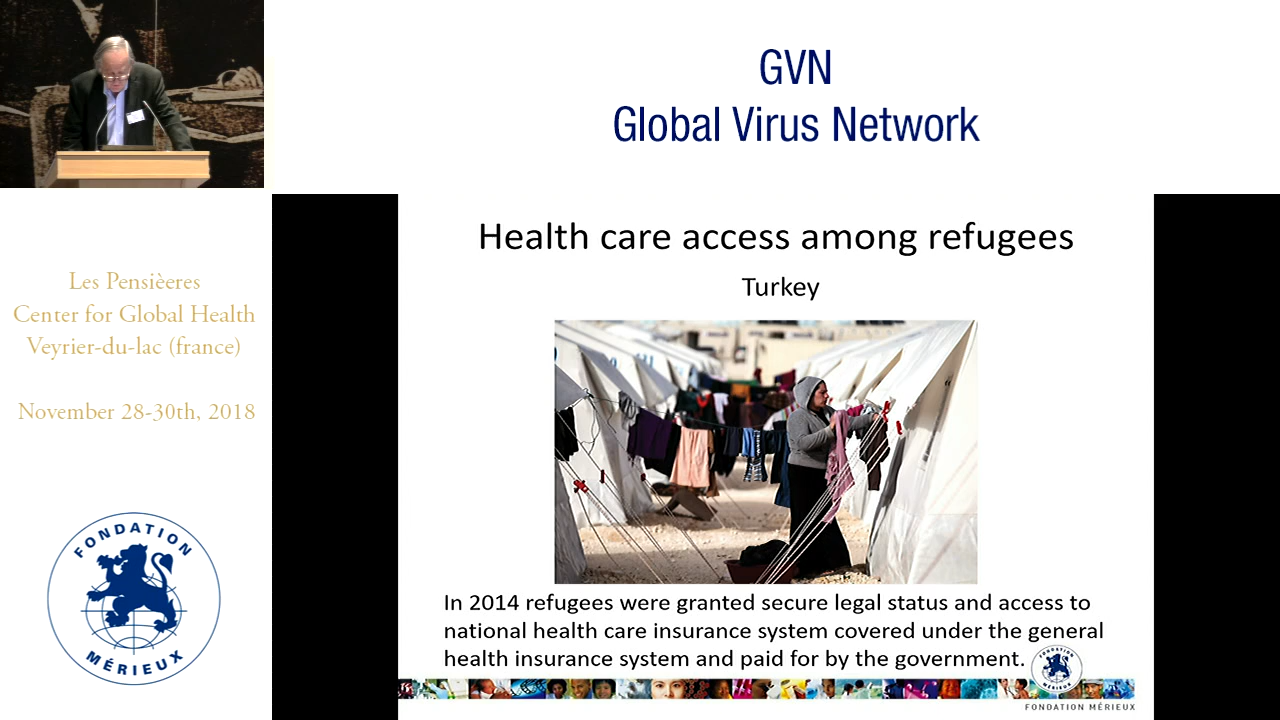 GVN
Global Virus Network
Les Pensièeres
Center for Global Health
Veyrier-du-lac (france)
November 28-30th, 2018
FONDATION
MÉRIEUX
Health care access among refugees
Turkey
In 2014 refugees were granted secure legal status and access to
national health care insurance system covered under the general
health insurance system and paid for by the government.
FONDATION
MÉRIEUX
FONDATION MÉRIEUX